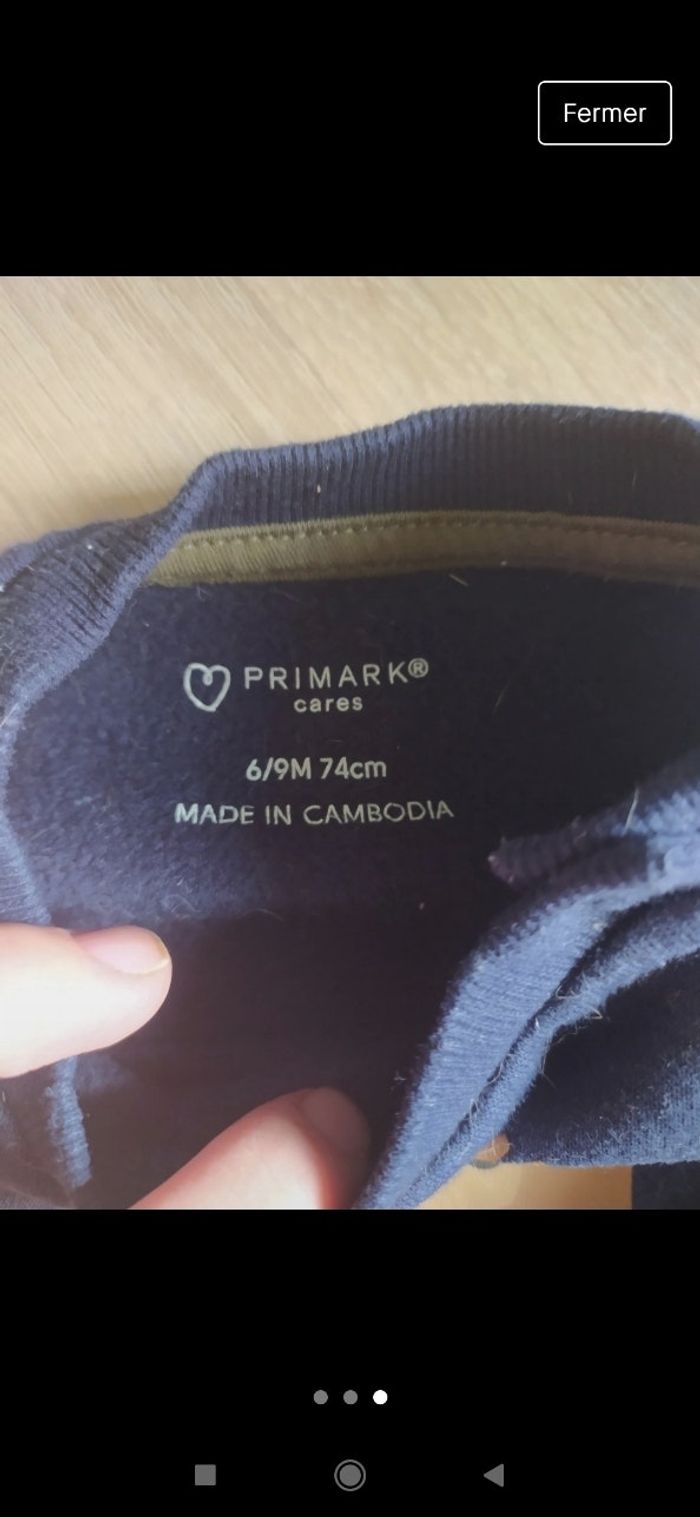 Fermer
PRIMARK®
cares
6/9M 74cm
MADE IN CAMBODIA